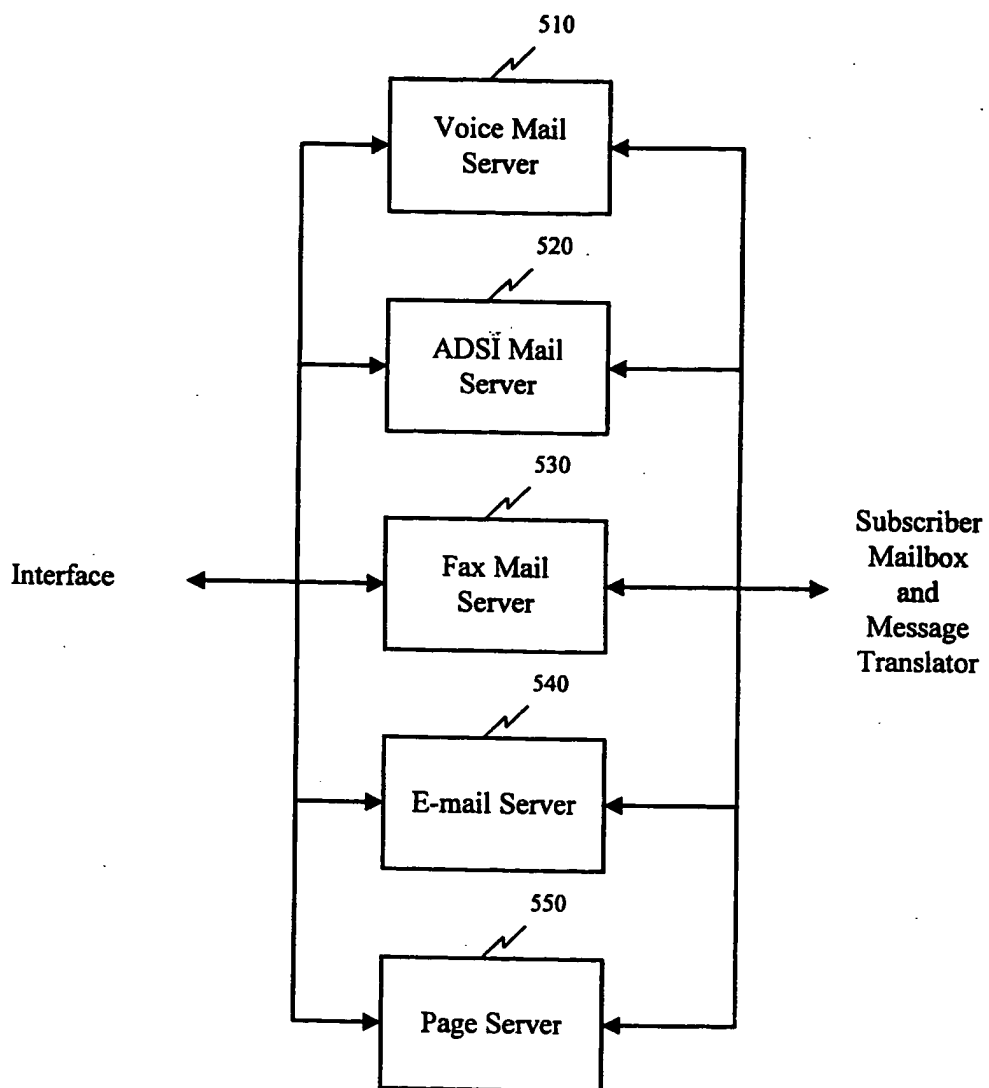 510
Voice Mail
Server
520
ADSI Mail
Server
530
Interface
Fax Mail
Server
Subscriber
Mailbox
and
Message
Translator
540
E-mail Server
550
Page Server